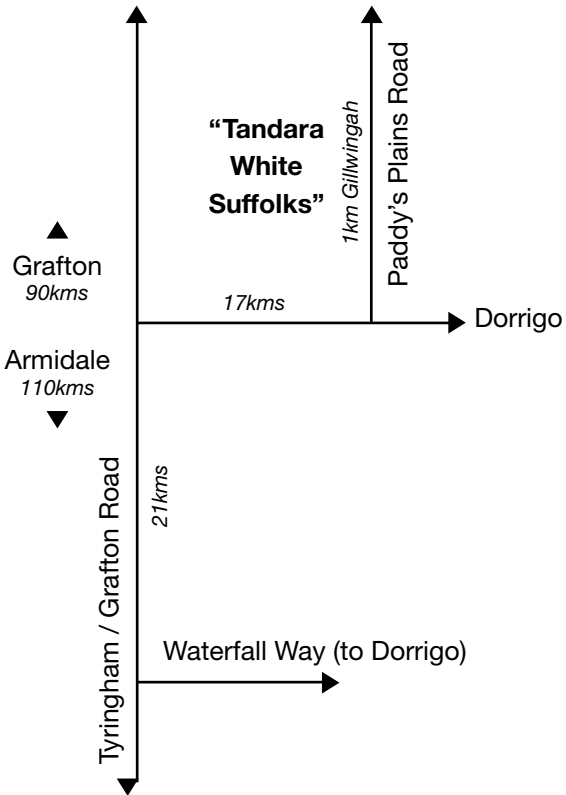 “Tandara
White
Suffolks”
1km Gillwingah
Paddy’s Plains Road
Grafton
90kms
17kms
Dorrigo
Armidale
110kms
21kms
Tyringham / Grafton Road
Waterfall Way (to Dorrigo)